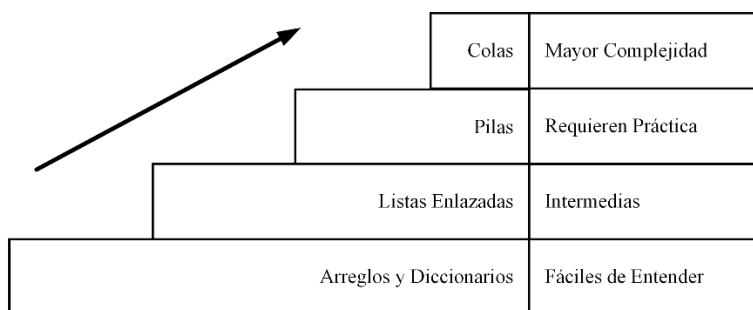 Colas Mayor Complejidad
Pilas Requieren Práctica
Listas Enlazadas Intermedias
Arreglos y Diccionarios Fáciles de Entender